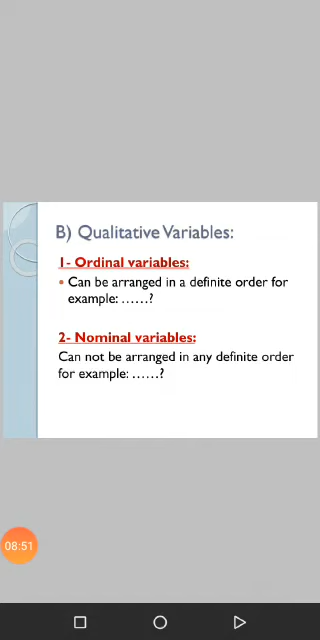 B) Qualitative Variables:
1- Ordinal variables:
• Can be arranged in a definite order for
example: ......?
2- Nominal variables:
Can not be arranged in any definite order
for example: ......?
08:51